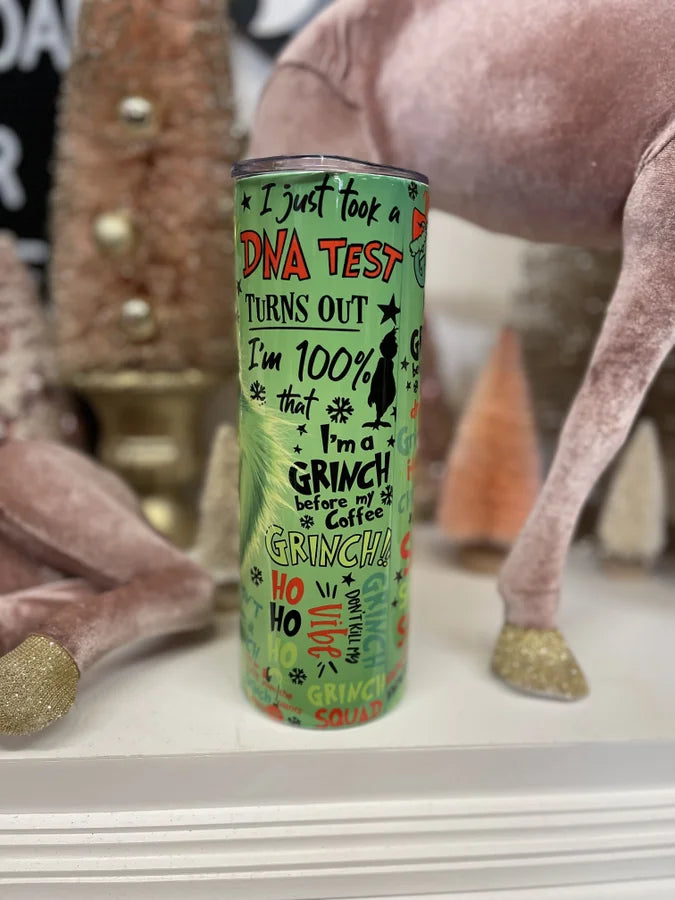 I just took a
DNA TEST
TURNS OUT
I'm 100%
that
I'm a
GRINCH
before my
Coffee
GRINCH!!
HO
HO
HO
Vibe
DON'T KILL MY
GRINCH
GRINCH
SQUAD